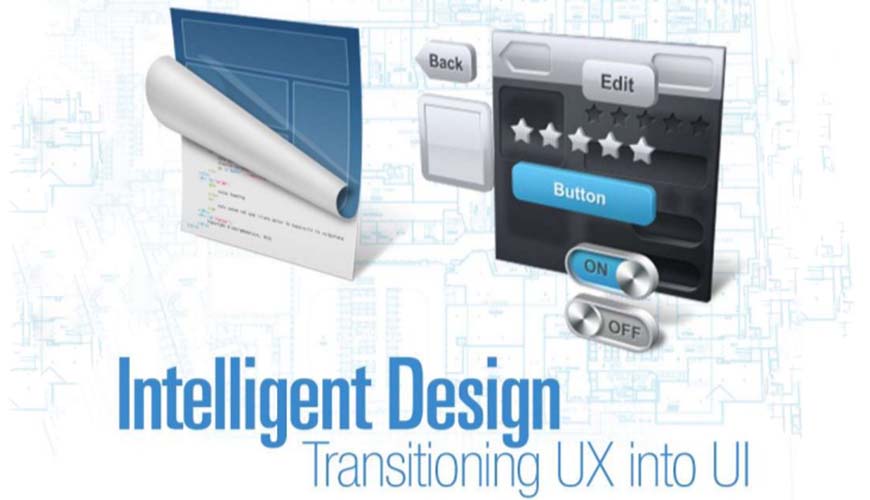 Back
Edit
Button
ON
OFF
Intelligent Design
Transitioning UX into UI